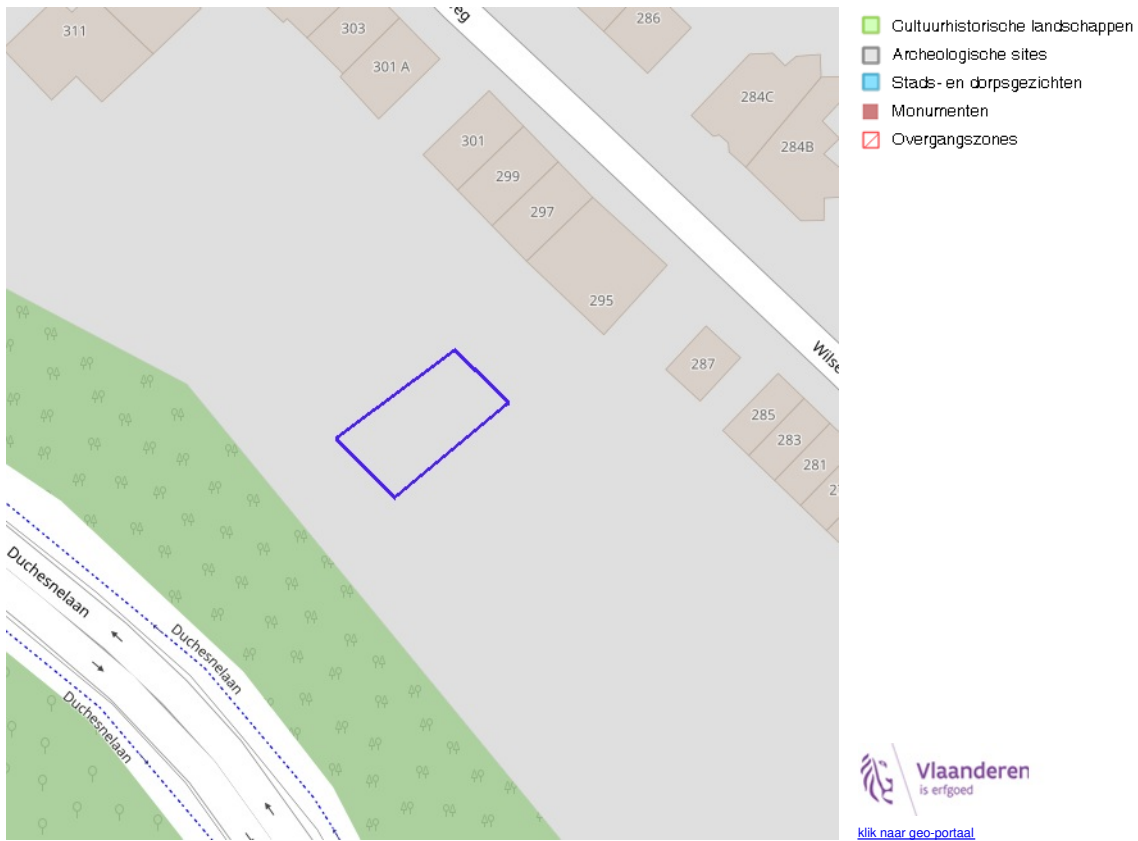 311
303
301 A
286
284C
284B
301
299
297
295
287
285
283
281
Duchesnelaan
Duchesnelaan
Duchesnelaan
Cultuurhistorische landschappen
Archeologische sites
Stads- en dorpsgezichten
Monumenten
Overgangszones
Vlaanderen
is erfgoed
klik naar geo-portaal